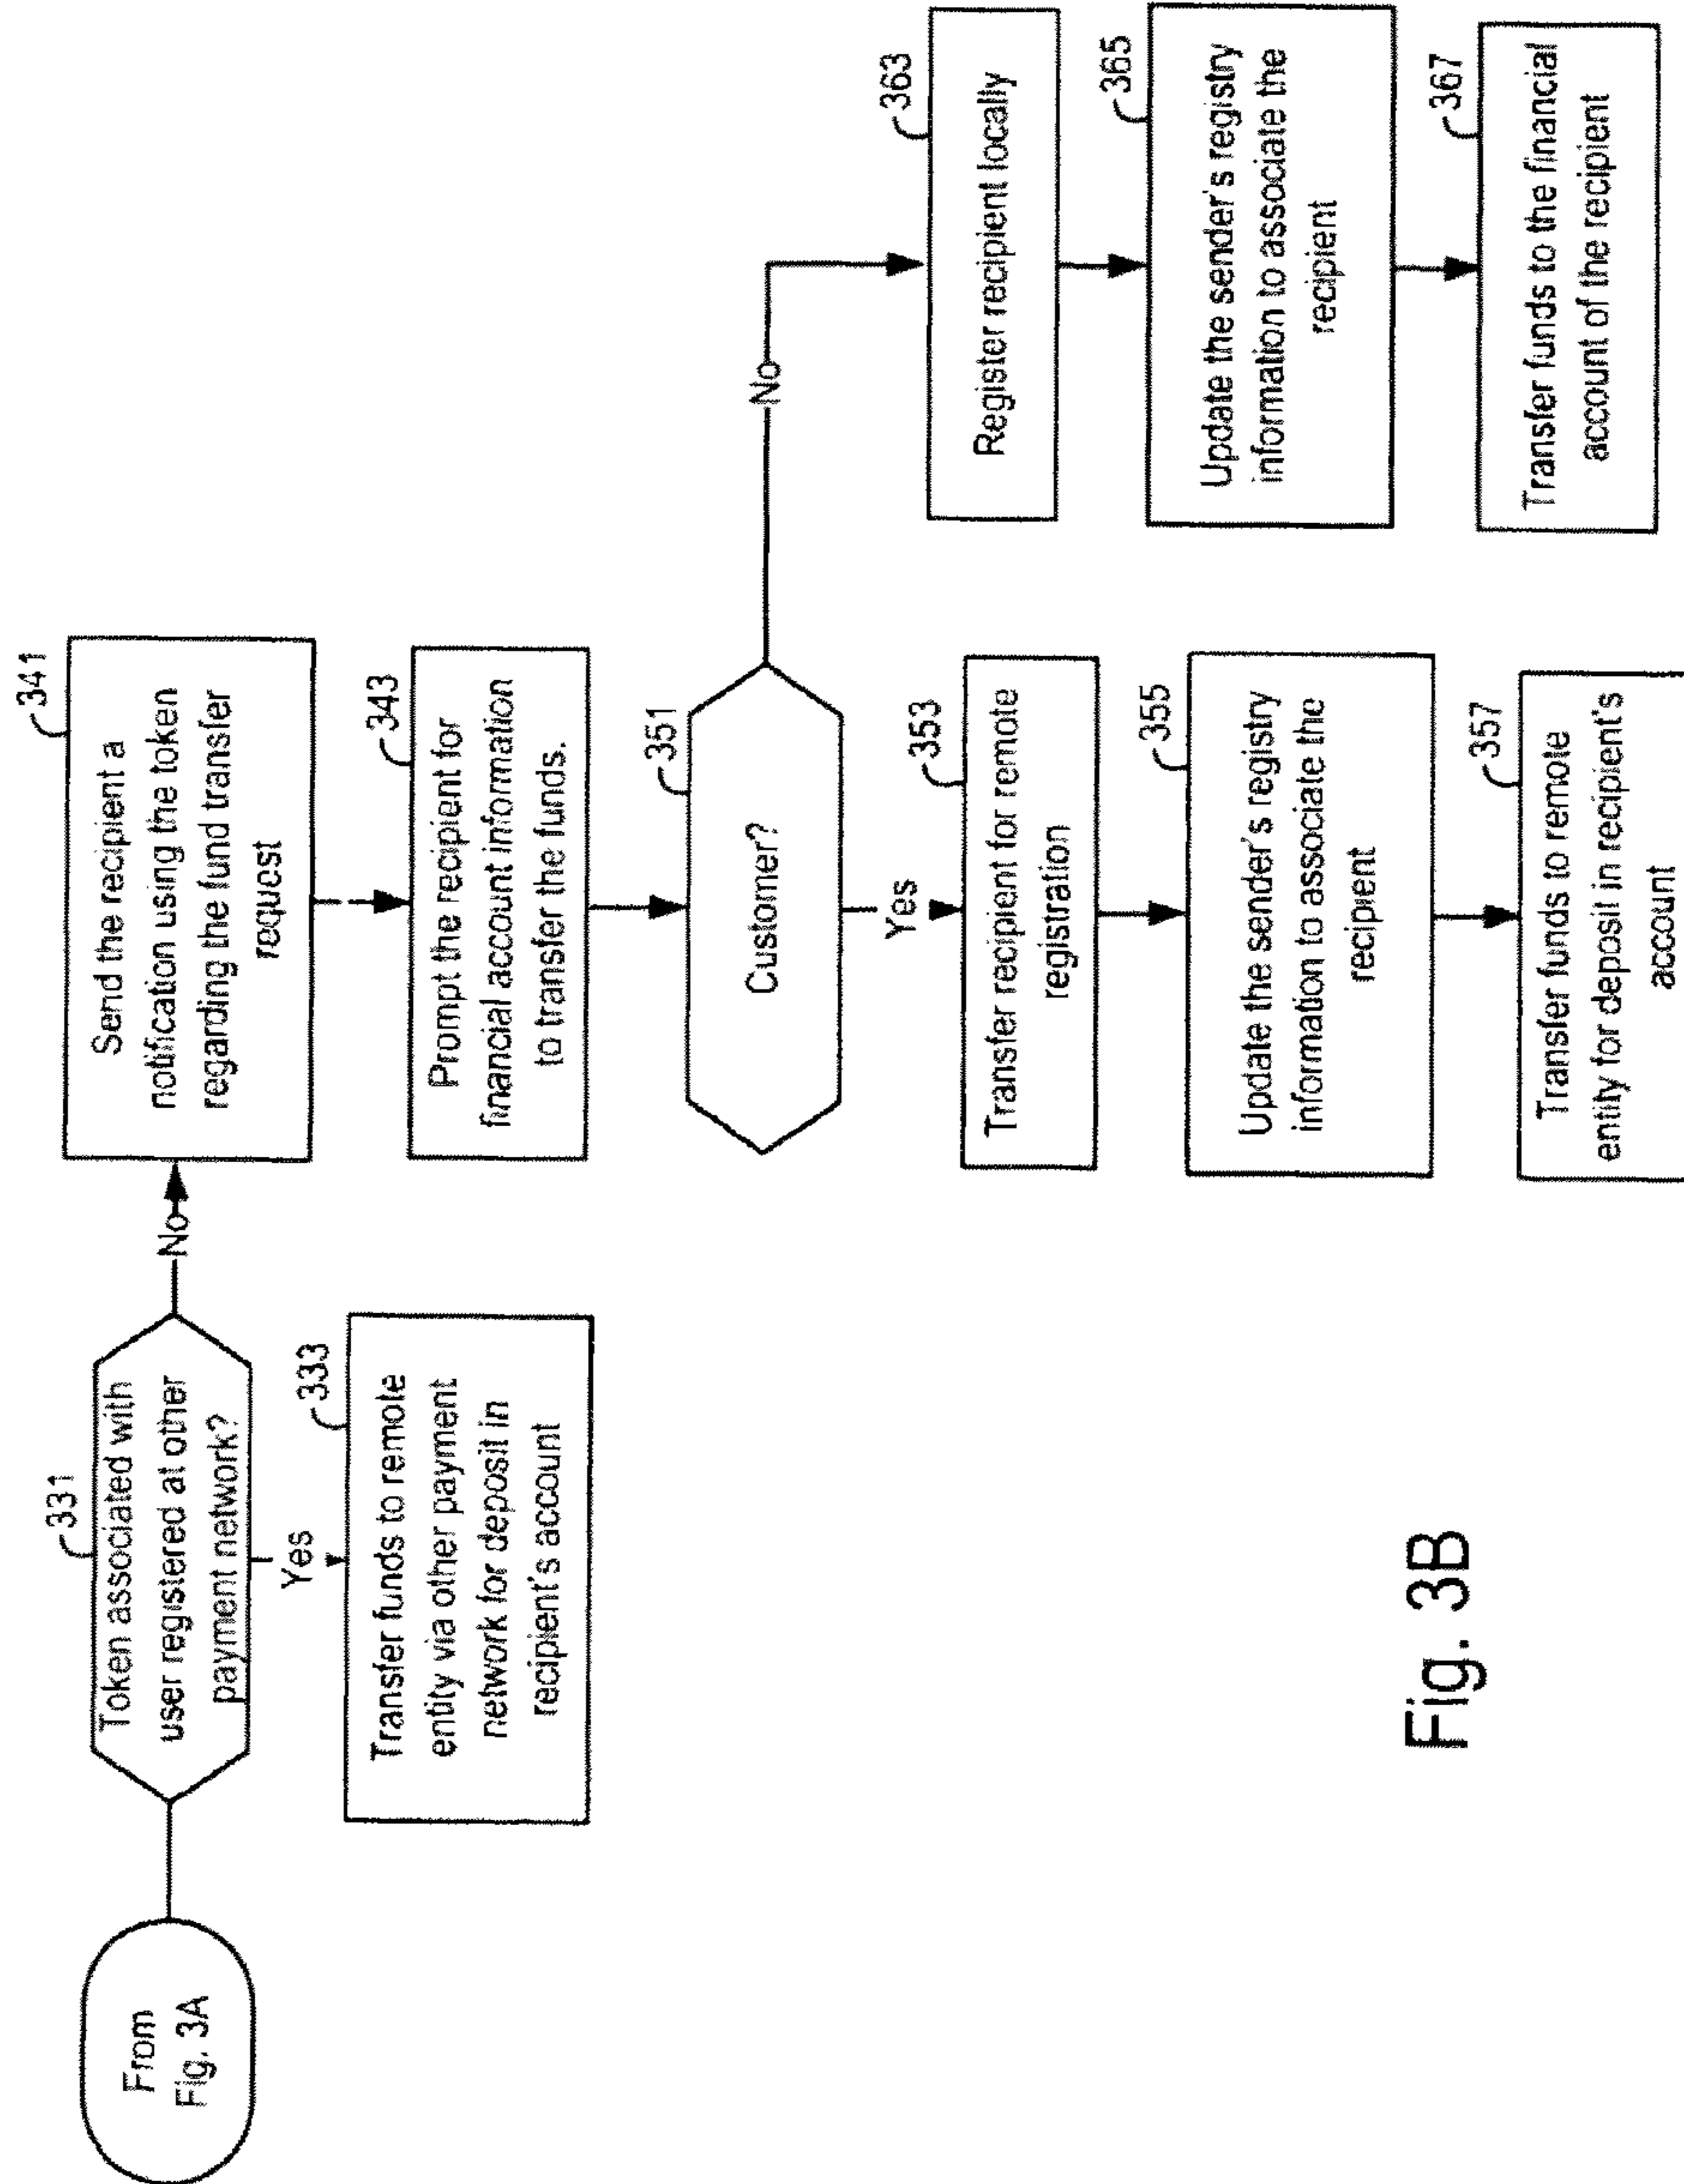 From
Fig. 3A
331
Token associated with
user registered at other
payment network?
Yes
333
Transfer funds to remote
entity via other payment
network for deposit in
recipient's account
No
341
Send the recipient a
notification using the token
regarding the fund transfer
request
343
Prompt the recipient for
financial account information
to transfer the funds.
351
Customer?
Yes
353
Transfer recipient for remote
registration
355
Update the sender's registry
information to associate the
recipient
357
Transfer funds to remote
entity for deposit in recipient's
account
No
363
Register recipient locally
365
Update the sender's registry
information to associate the
recipient
367
Transfer funds to the financial
account of the recipient
Fig. 3B